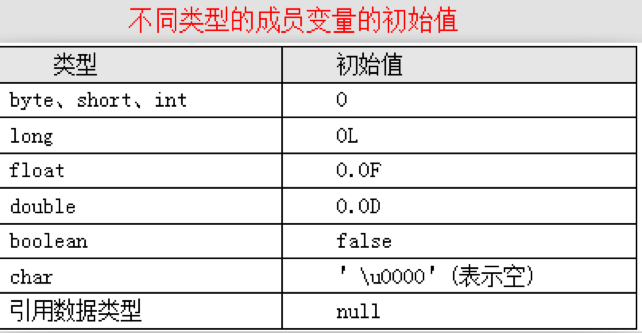 不同类型的成员变量的初始值
类型 初始值
byte、short、int 0
long 0L
float 0.0F
double 0.0D
boolean false
char '\u0000'(表示空)
引用数据类型 null